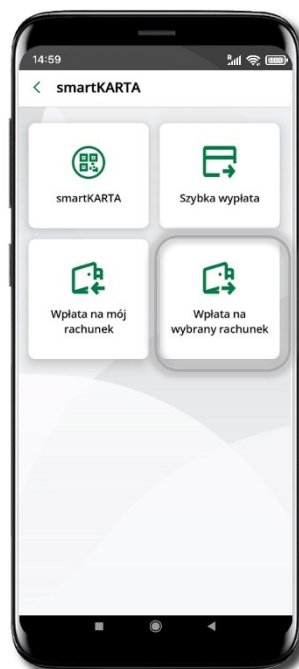 14:59
smartKARTA
smartKARTA
Szybka wypłata
Wpłata na mój
rachunek
Wpłata na
wybrany rachunek